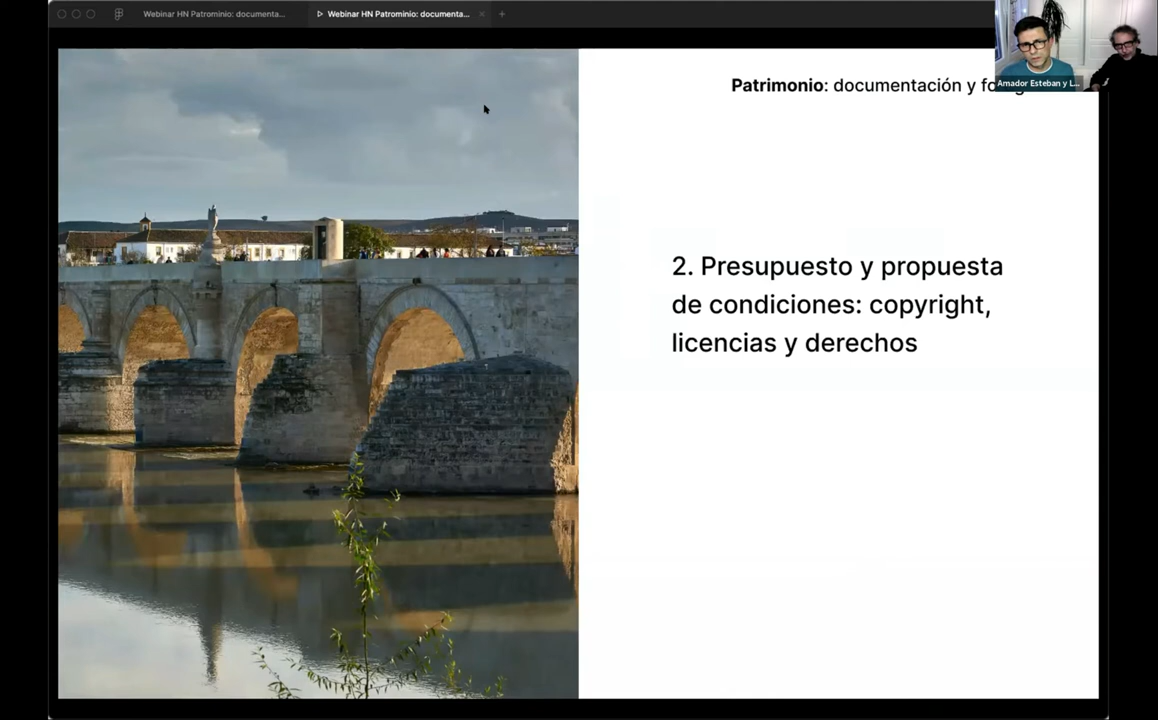 Webinar HN Patrominio: documenta...
Webinar HN Patrominio: documenta...
Amador Esteban y L...
Patrimonio: documentación y
2. Presupuesto y propuesta
de condiciones: copyright,
licencias y derechos